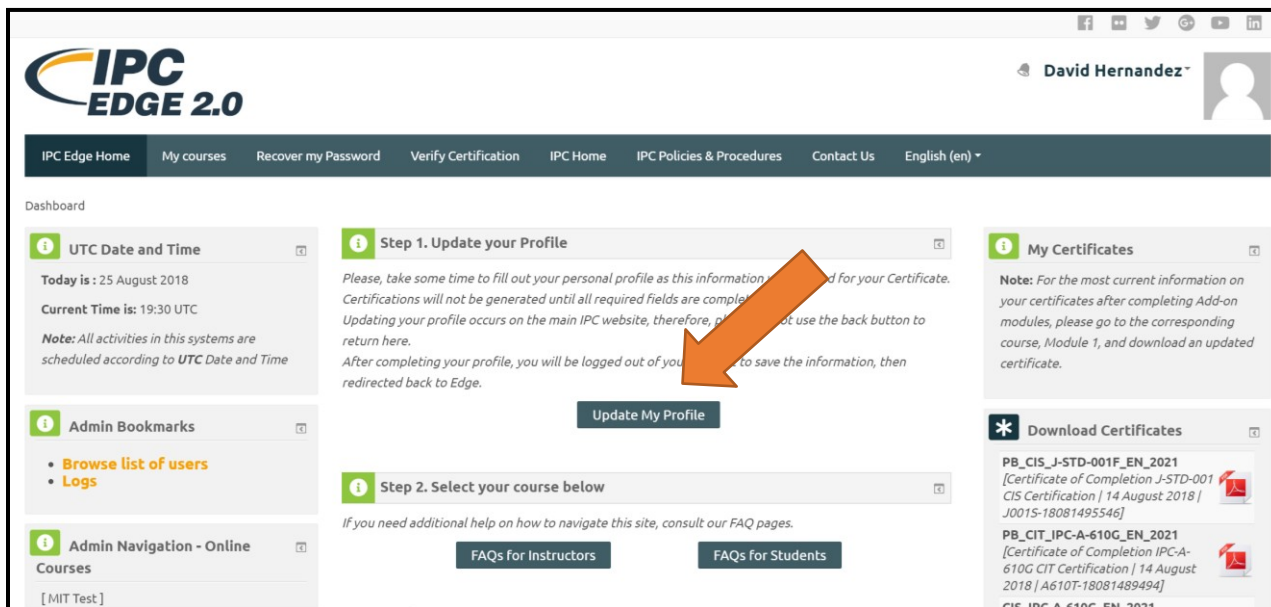 IPC
EDGE 2.0
David Hernandez
IPC Edge Home
My courses
Recover my Password
Verify Certification
IPC Home
IPC Policies & Procedures
Contact Us
English (en)
Dashboard
UTC Date and Time
Today is : 25 August 2018
Current Time is: 19:30 UTC
Note: All activities in this systems are
scheduled according to UTC Date and Time
Admin Bookmarks
• Browse list of users
• Logs
Admin Navigation - Online
Courses
[ MIT Test ]
Step 1. Update your Profile
Please, take some time to fill out your personal profile as this information d for your Certificate.
Certifications will not be generated until all required fields are comple
Updating your profile occurs on the main IPC website, therefore, ot use the back button to
return here.
After completing your profile, you will be logged out of you to save the information, then
redirected back to Edge.
Update My Profile
Step 2. Select your course below
If you need additional help on how to navigate this site, consult our FAQ pages.
FAQs for Instructors
FAQs for Students
My Certificates
Note: For the most current information on
your certificates after completing Add-on
modules, please go to the corresponding
course, Module 1, and download an updated
certificate.
Download Certificates
PB_CIS_J-STD-001F_EN_2021
[Certificate of Completion J-STD-001
CIS Certification | 14 August 2018 |
J001S-18081495546]
PB_CIT_IPC-A-610G_EN_2021
[Certificate of Completion IPC-A-
610G CIT Certification | 14 August
2018 | A610T-18081489494]
CIS_IPC-A-610G_EN_2021